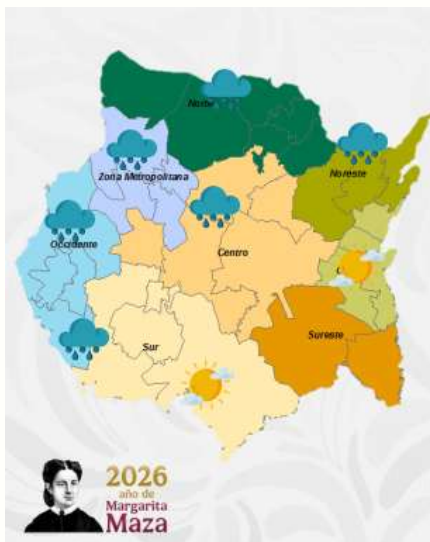 Norte
Zona Metropolitana
Noreste
Occidente
Centro
Sur
Sureste
2026
año de
Margarita
Maza